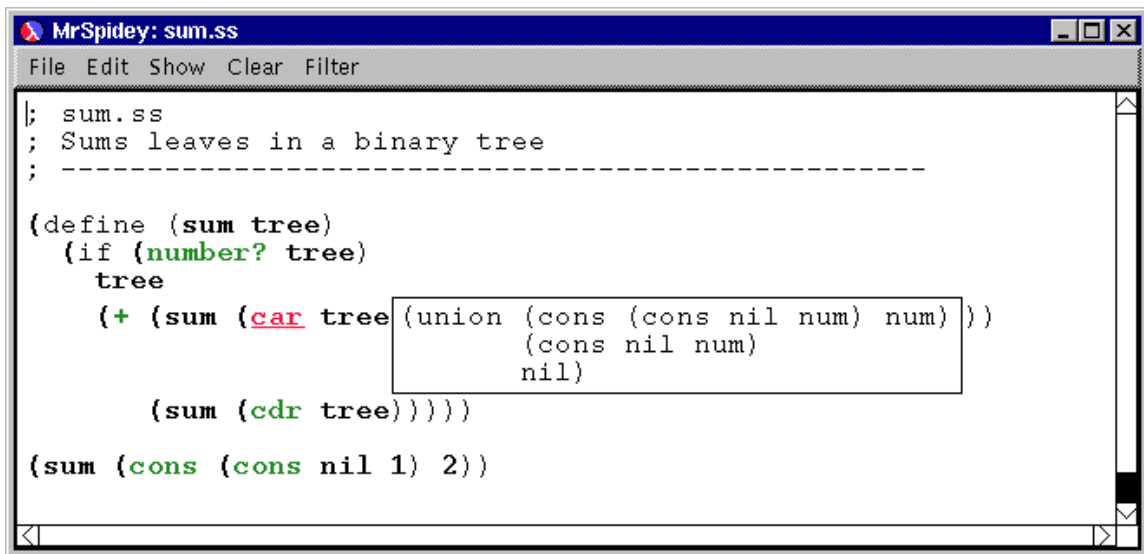 MrSpidey: sum.ss
File Edit Show Clear Filter
; sum.ss
; Sums leaves in a binary tree
; --------------------------------------------------
(define (sum tree)
  (if (number? tree)
    tree
    (+ (sum (car tree (union (cons (cons nil num) num) ))
                             (cons nil num)
                             nil)
       (sum (cdr tree)))))
(sum (cons (cons nil 1) 2))